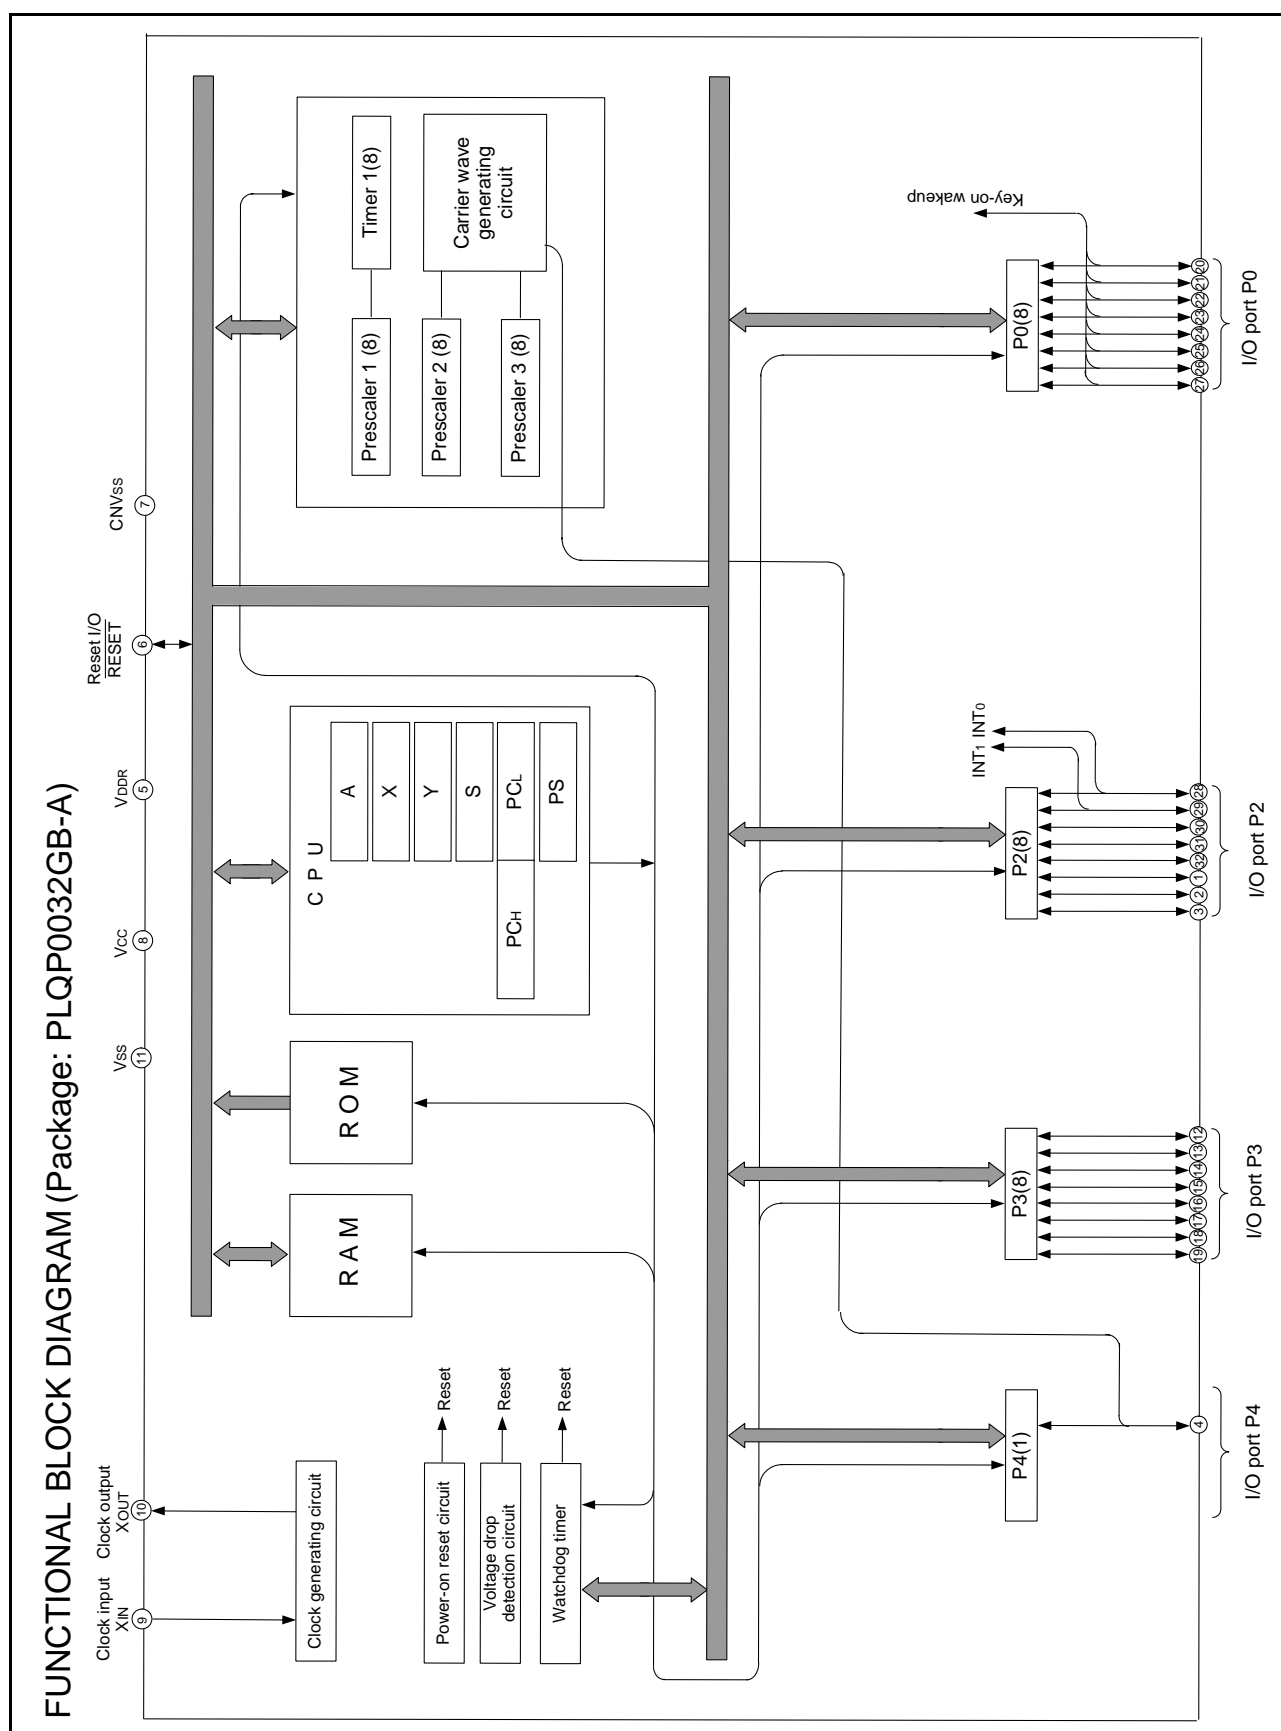 FUNCTIONAL BLOCK DIAGRAM (Package: PLQP0032GB-A)
Clock input
XIN
9
Clock output
XOUT
10
VSS
11
VCC
8
VDDR
5
Reset I/O
RESET
6
CNVSS
7
Clock generating circuit
RAM
ROM
CPU
A
X
Y
S
PCH
PCL
PS
Timer 1(8)
Prescaler 1 (8)
Prescaler 2 (8)
Prescaler 3 (8)
Carrier wave
generating
circuit
Power-on reset circuit
Reset
Voltage drop
detection circuit
Reset
Watchdog timer
Reset
INT1
INT0
Key-on wakeup
P4(1)
P3(8)
P2(8)
P0(8)
4
19
18
17
16
15
14
13
12
3
2
1
32
31
30
29
28
27
26
25
24
23
22
21
20
I/O port P4
I/O port P3
I/O port P2
I/O port P0